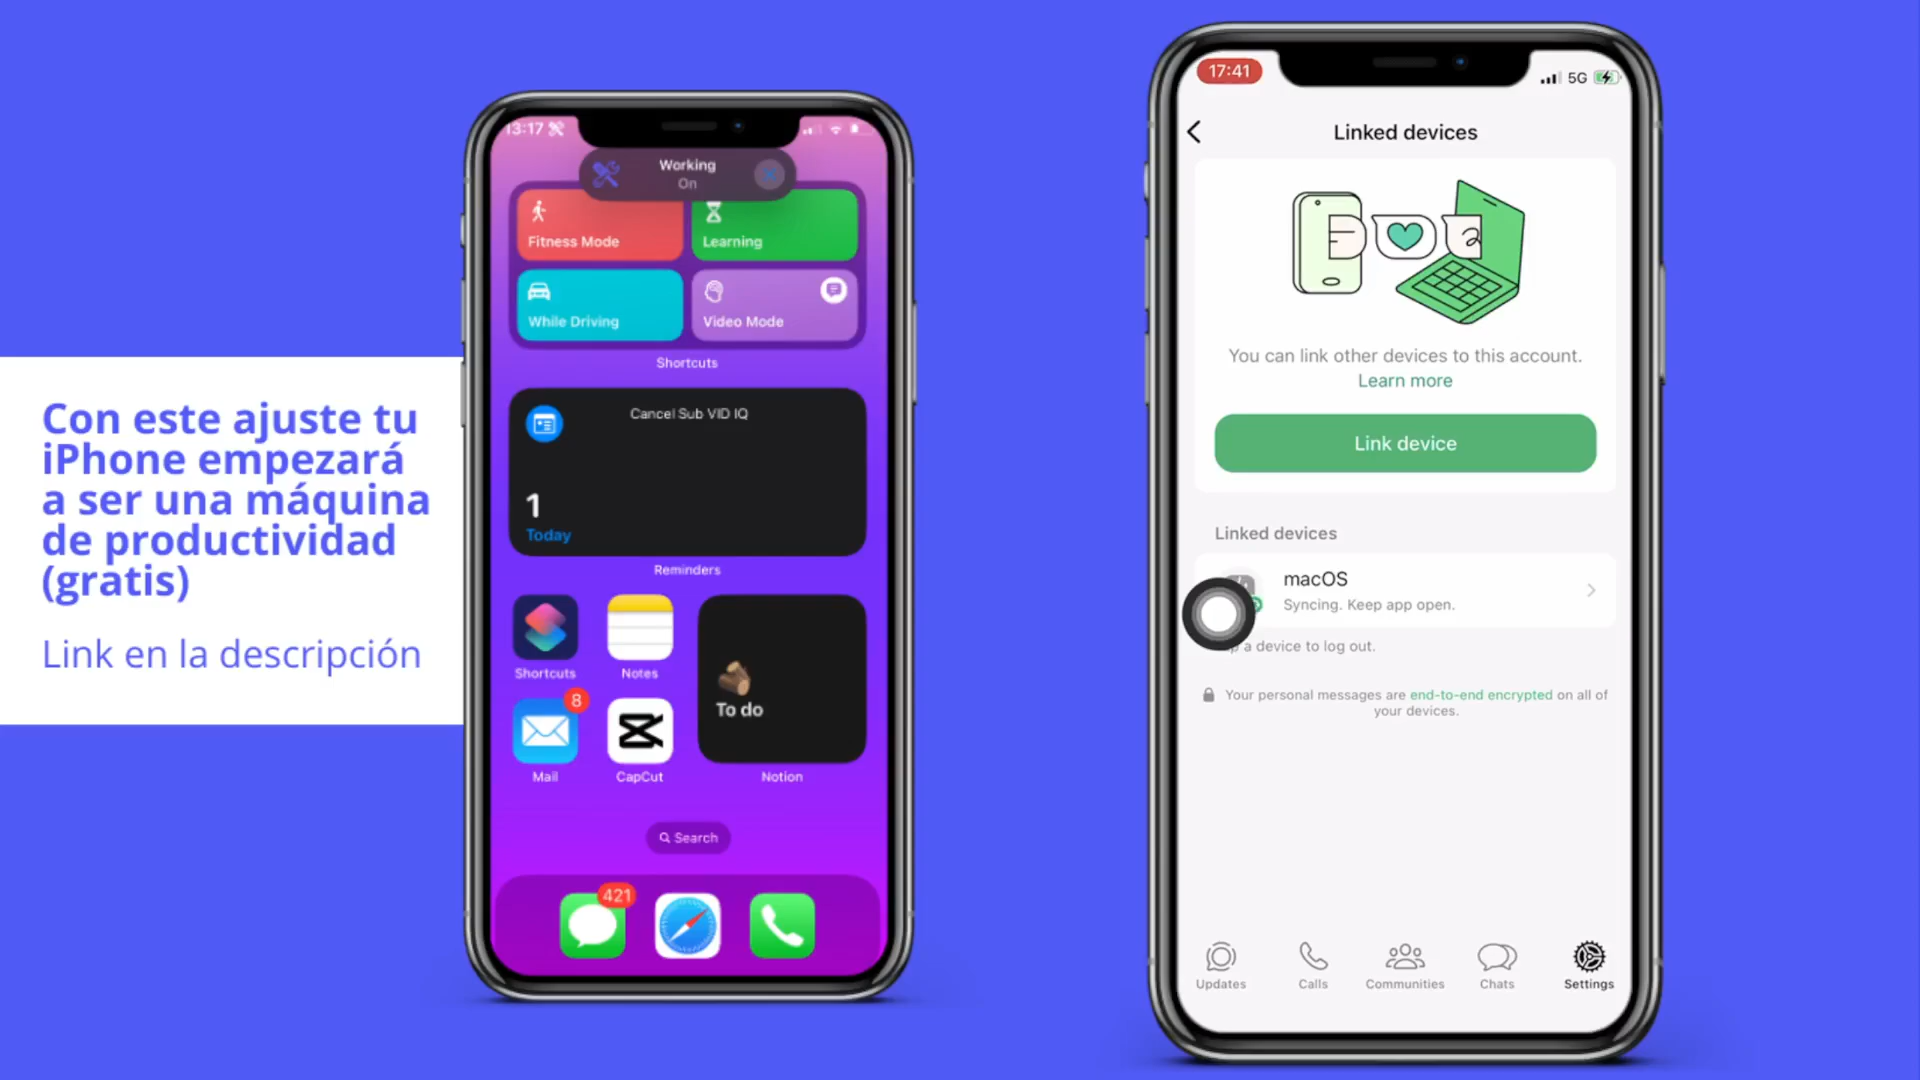 Con este ajuste tu
iPhone empezará
a ser una máquina
de productividad
(gratis)
Link en la descripción
13:17
Working
On
Fitness Mode
Learning
While Driving
Video Mode
Shortcuts
Cancel Sub VID IQ
1
Today
Reminders
Shortcuts
Notes
To do
8
Mail
CapCut
Notion
Search
421
17:41
5G
Linked devices
You can link other devices to this account.
Learn more
Link device
Linked devices
macOS
Syncing. Keep app open.
a device to log out.
Your personal messages are end-to-end encrypted on all of
your devices.
Updates
Calls
Communities
Chats
Settings